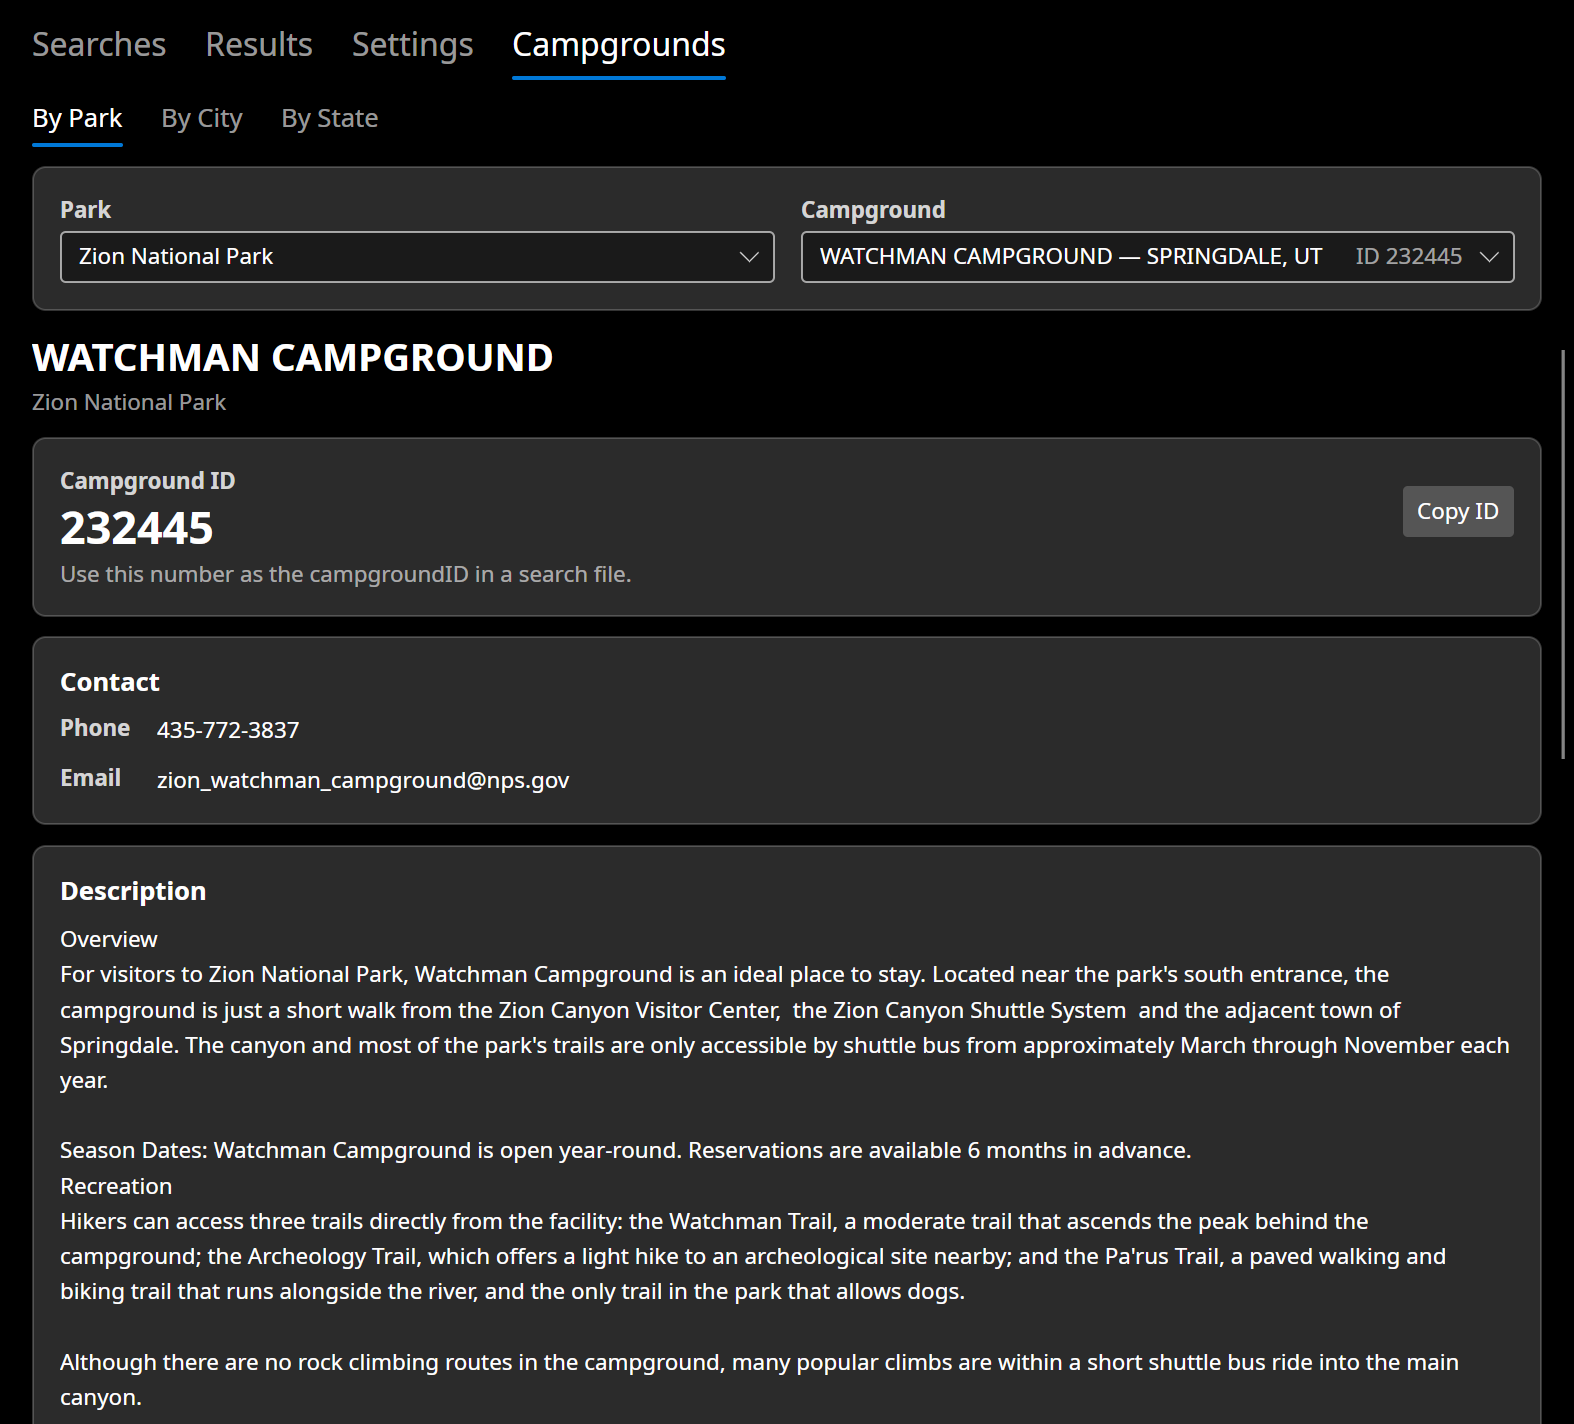 Searches Results Settings Campgrounds
By Park By City By State
Park Campground
Zion National Park WATCHMAN CAMPGROUND — SPRINGDALE, UT ID 232445
WATCHMAN CAMPGROUND
Zion National Park
Campground ID
232445
Copy ID
Use this number as the campgroundID in a search file.
Contact
Phone 435-772-3837
Email zion_watchman_campground@nps.gov
Description
Overview
For visitors to Zion National Park, Watchman Campground is an ideal place to stay. Located near the park's south entrance, the
campground is just a short walk from the Zion Canyon Visitor Center,  the Zion Canyon Shuttle System  and the adjacent town of
Springdale. The canyon and most of the park's trails are only accessible by shuttle bus from approximately March through November each
year.
Season Dates: Watchman Campground is open year-round. Reservations are available 6 months in advance.
Recreation
Hikers can access three trails directly from the facility: the Watchman Trail, a moderate trail that ascends the peak behind the
campground; the Archeology Trail, which offers a light hike to an archeological site nearby; and the Pa'rus Trail, a paved walking and
biking trail that runs alongside the river, and the only trail in the park that allows dogs.
Although there are no rock climbing routes in the campground, many popular climbs are within a short shuttle bus ride into the main
canyon.